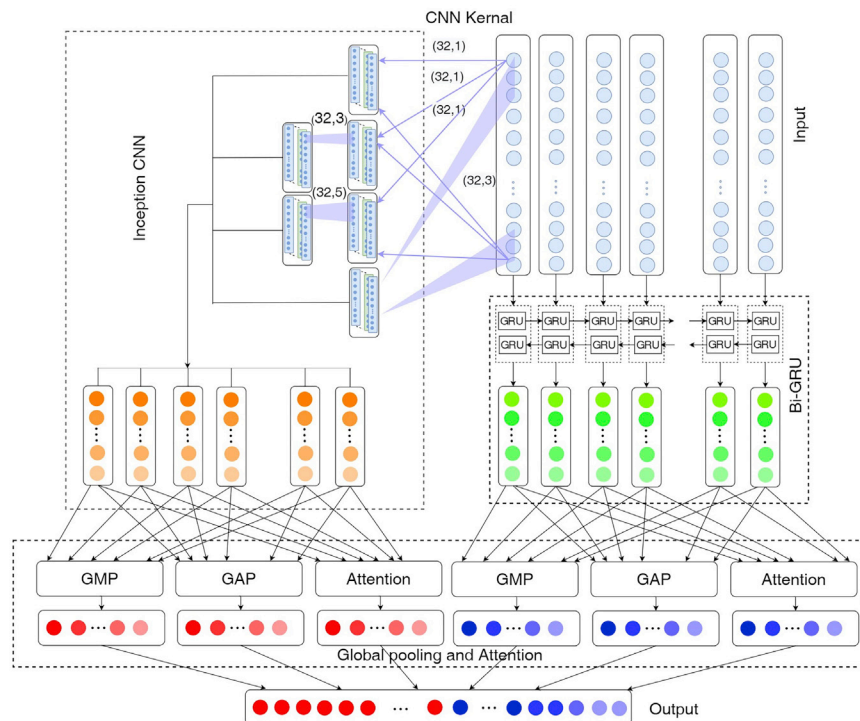 CNN Kernal
(32,1)
(32,1)
(32,1)
(32,3)
(32,3)
(32,5)
Inception CNN
Input
GRU GRU GRU GRU GRU GRU
GRU GRU GRU GRU GRU GRU
Bi-GRU
GMP GAP Attention GMP GAP Attention
Global pooling and Attention
Output